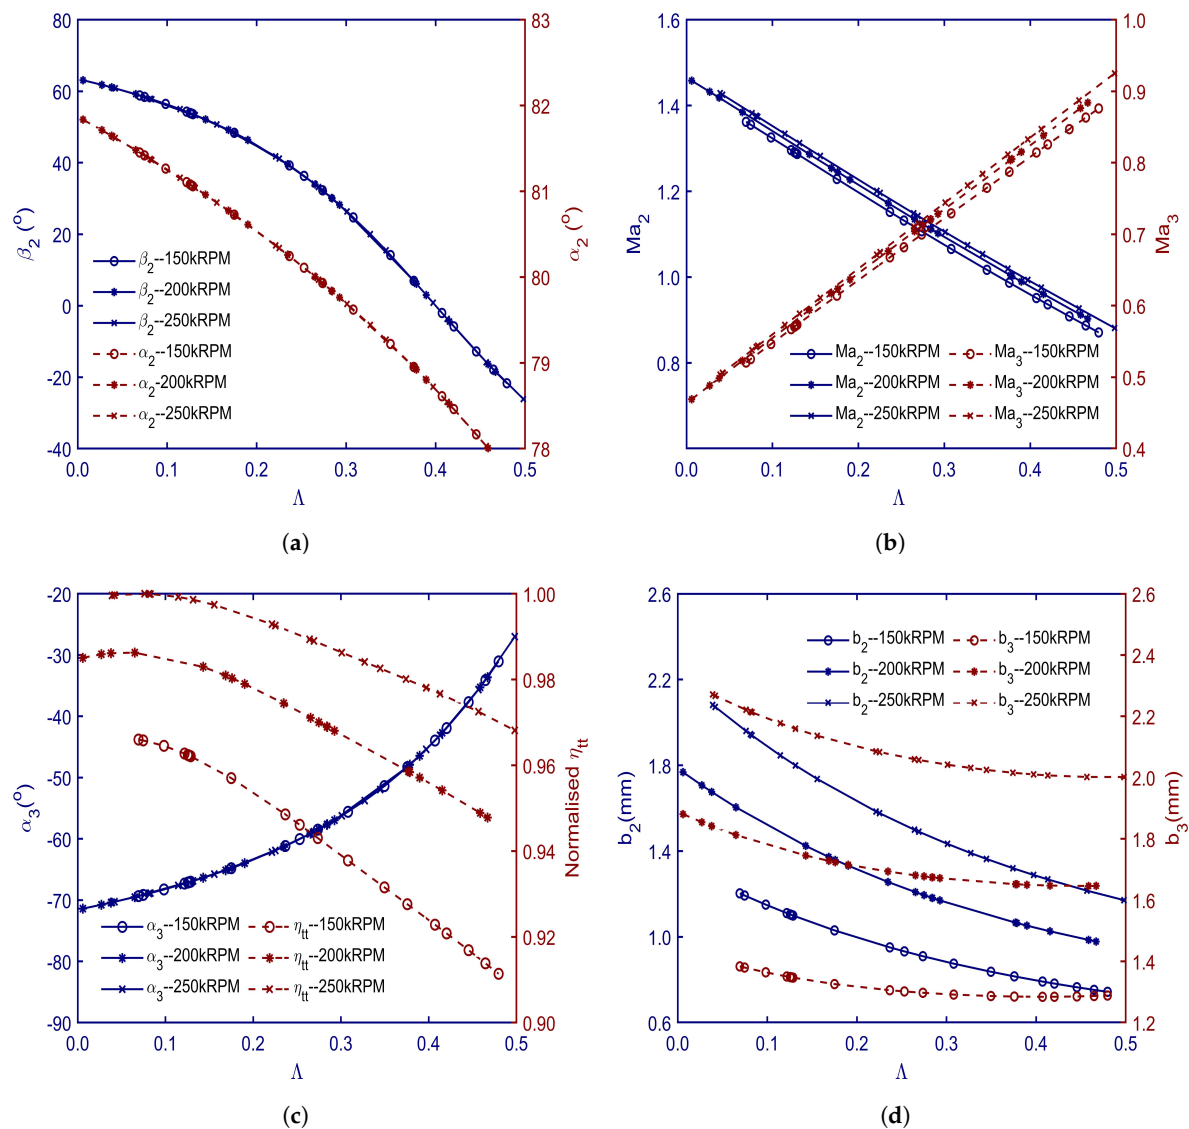 80
60
40
20
0
-20
-40
β2 (o)
83
82
81
80
79
78
α2 (o)
β2--150kRPM
β2--200kRPM
β2--250kRPM
α2--150kRPM
α2-200kRPM
α2--250kRPM
0.0 0.1 0.2 0.3 0.4 0.5
Λ
(a)
1.6
1.4
1.2
1.0
0.8
Ma2
1.0
0.9
0.8
0.7
0.6
0.5
0.4
Ma3
Ma2--150kRPM Ma3--150kRPM
Ma2--200kRPM Ma3--200kRPM
Ma2--250kRPM Ma3--250kRPM
0.0 0.1 0.2 0.3 0.4 0.5
Λ
(b)
-20
-30
-40
-50
-60
-70
-80
-90
α3(o)
1.00
0.98
0.96
0.94
0.92
0.90
Normalised ηtt
α3--150kRPM ηtt--150kRPM
α3--200kRPM ηtt--200kRPM
α3--250kRPM ηtt--250kRPM
0.0 0.1 0.2 0.3 0.4 0.5
Λ
(c)
2.6
2.2
1.8
1.4
1.0
0.6
b2(mm)
2.6
2.4
2.2
2.0
1.8
1.6
1.4
1.2
b3(mm)
b2--150kRPM b3--150kRPM
b2--200kRPM b3--200kRPM
b2--250kRPM b3--250kRPM
0.0 0.1 0.2 0.3 0.4 0.5
Λ
(d)